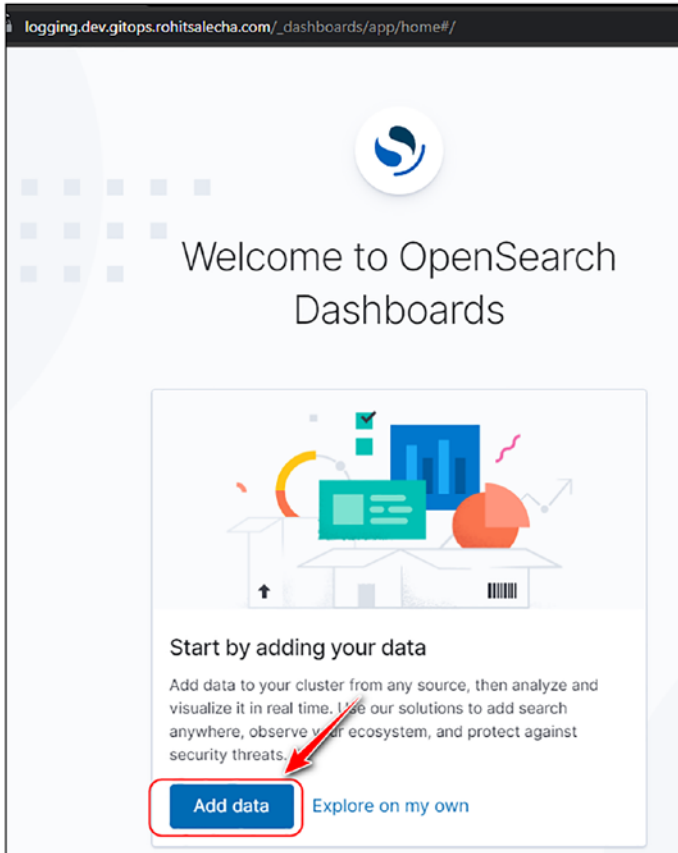 logging.dev.gitops.rohitsalecha.com/_dashboards/app/home#/
Welcome to OpenSearch
Dashboards
Start by adding your data
Add data to your cluster from any source, then analyze and
visualize it in real time. Use our solutions to add search
anywhere, observe your ecosystem, and protect against
security threats.
Add data
Explore on my own